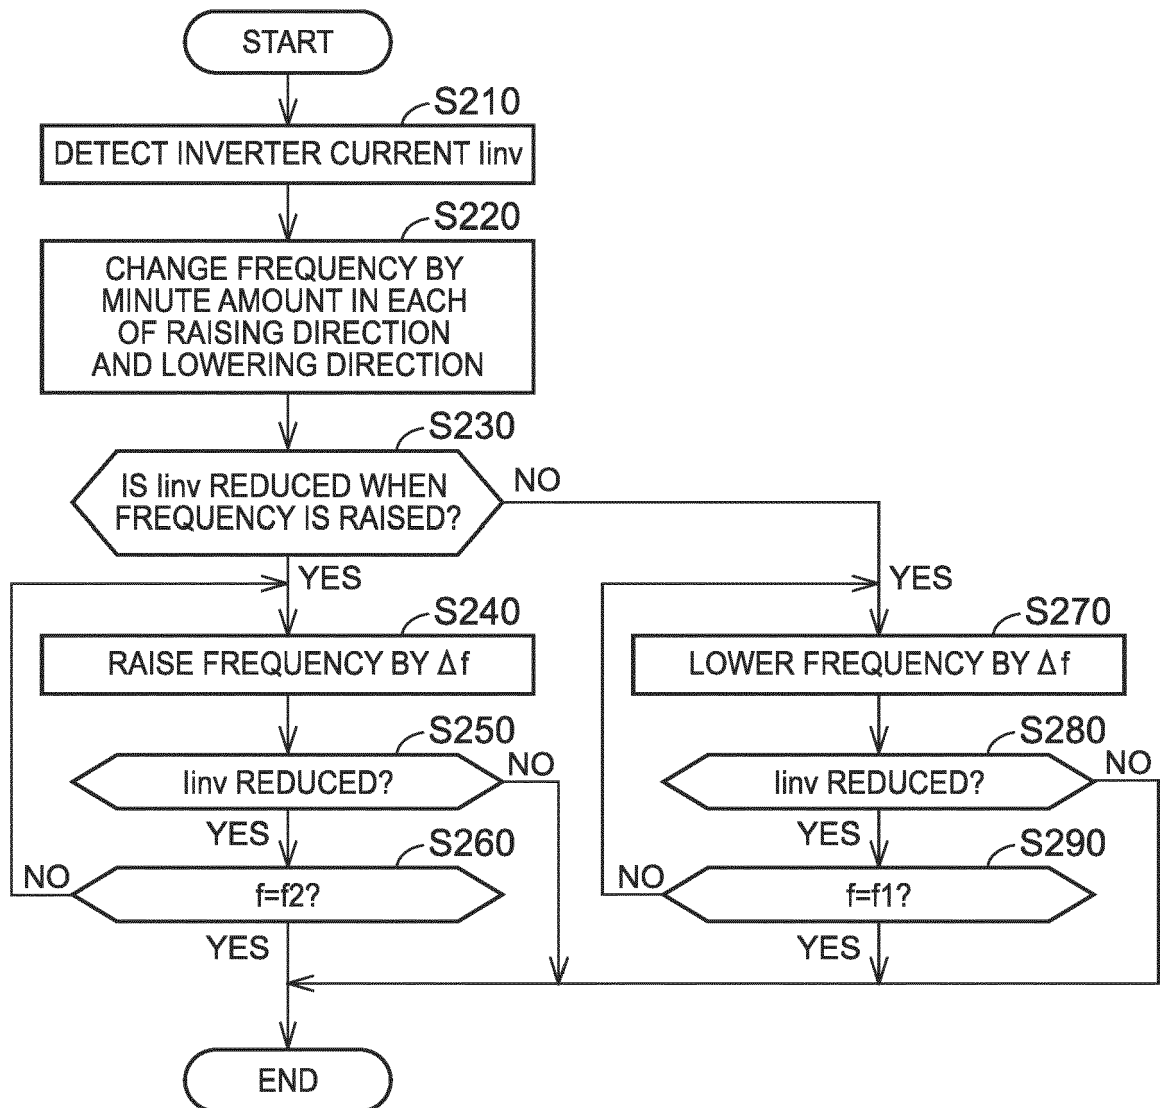 START
S210
DETECT INVERTER CURRENT Iinv
S220
CHANGE FREQUENCY BY
MINUTE AMOUNT IN EACH
OF RAISING DIRECTION
AND LOWERING DIRECTION
S230
IS Iinv REDUCED WHEN
FREQUENCY IS RAISED?
NO
YES
S240
RAISE FREQUENCY BY Δf
S250
Iinv REDUCED?
NO
YES
S260
f=f2?
NO
YES
YES
S270
LOWER FREQUENCY BY Δf
S280
Iinv REDUCED?
NO
YES
S290
f=f1?
NO
YES
END